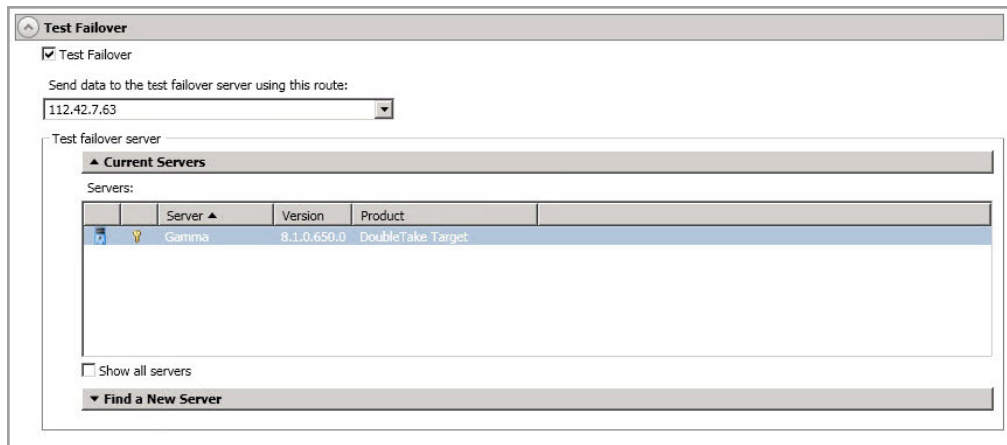 Test Failover
Test Failover
Send data to the test failover server using this route:
112.42.7.63
Test failover server
▲ Current Servers
Servers:
Server ▲ Version Product
Gamma 8.1.0.650.0 DoubleTake Target
Show all servers
▼ Find a New Server